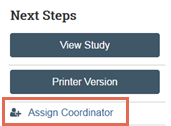 Next Steps
View Study
Printer Version
Assign Coordinator